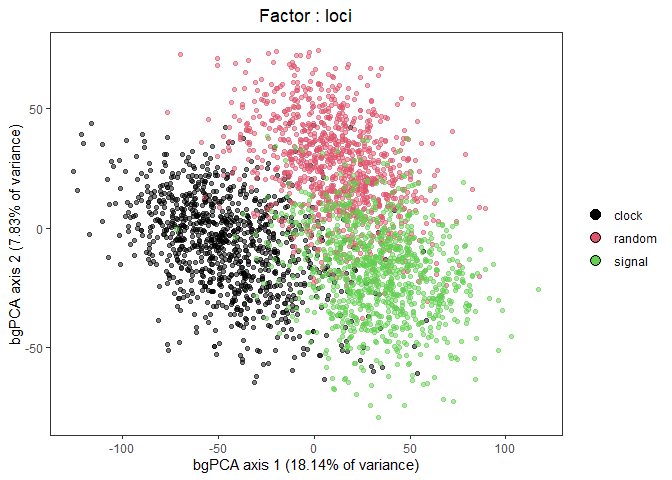 Factor : loci
bgPCA axis 2 (7.83% of variance)
50
0
-50
-100
-50
0
50
100
bgPCA axis 1 (18.14% of variance)
clock
random
signal